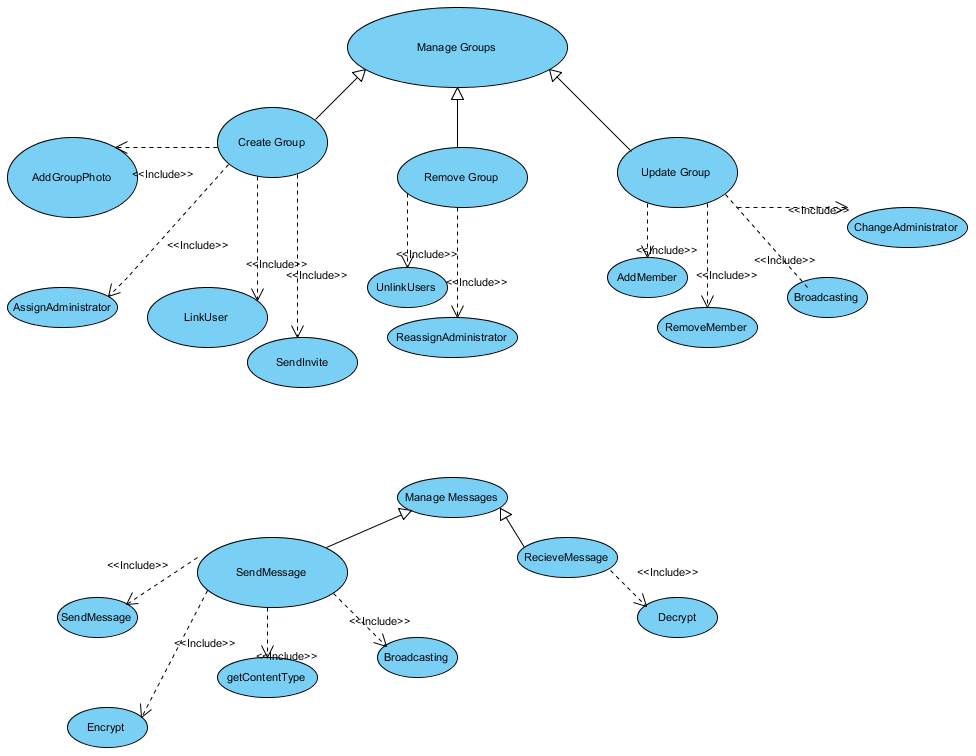 Manage Groups
Create Group
AddGroupPhoto
<<Include>>
Remove Group
Update Group
<<Include>>
ChangeAdministrator
<<Include>>
<<Include>>
<<Include>>
<<Include>>
<<Include>>
<<Include>>
<<Include>>
<<Include>>
<<Include>>
AddMember
UnlinkUsers
Broadcasting
AssignAdministrator
LinkUser
RemoveMember
ReassignAdministrator
SendInvite
Manage Messages
RecieveMessage
<<Include>>
SendMessage
<<Include>>
SendMessage
<<Include>>
Decrypt
<<Include>>
<<Include>>
Broadcasting
getContentType
Encrypt